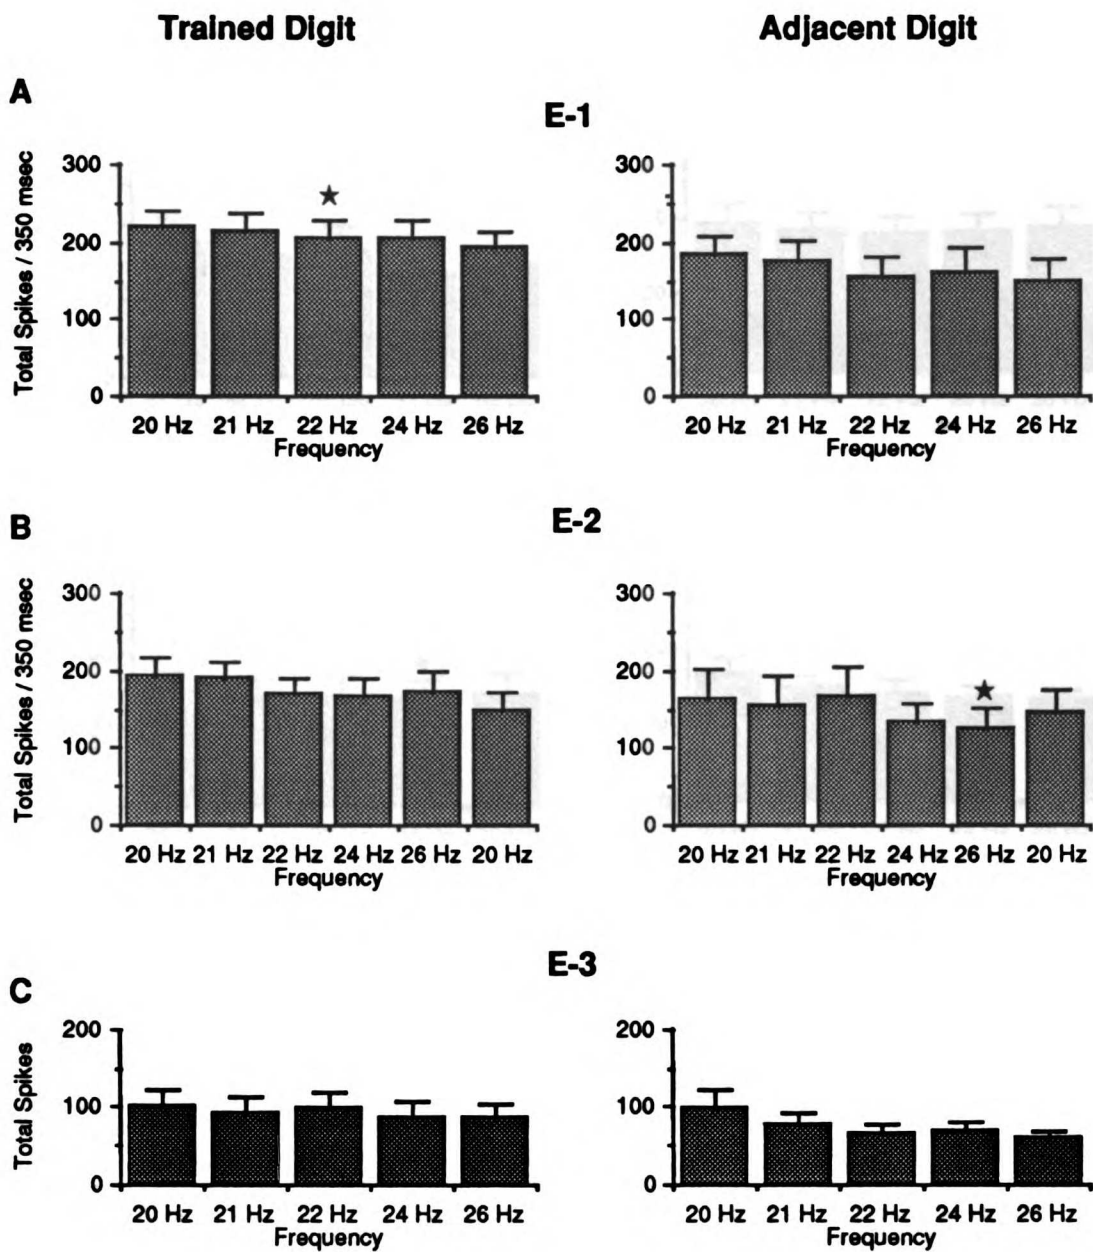 Trained Digit Adjacent Digit
A
E-1
Total Spikes / 350 msec
300 300
★
200 200
100 100
0 0
20 Hz 21 Hz 22 Hz 24 Hz 26 Hz 20 Hz 21 Hz 22 Hz 24 Hz 26 Hz
Frequency Frequency
B
E-2
Total Spikes / 350 msec
300 300
200 200
★
100 100
0 0
20 Hz 21 Hz 22 Hz 24 Hz 26 Hz 20 Hz 20 Hz 21 Hz 22 Hz 24 Hz 26 Hz 20 Hz
Frequency Frequency
C
E-3
Total Spikes
200 200
100 100
0 0
20 Hz 21 Hz 22 Hz 24 Hz 26 Hz 20 Hz 21 Hz 22 Hz 24 Hz 26 Hz
Frequency Frequency